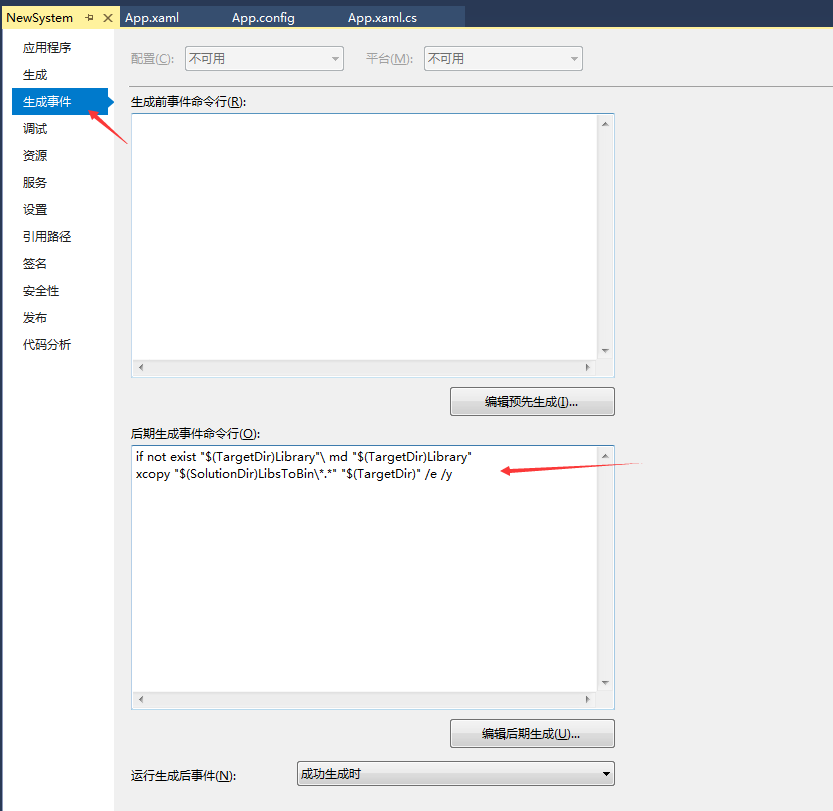 NewSystem App.xaml App.config App.xaml.cs
应用程序
生成
生成事件
调试
资源
服务
设置
引用路径
签名
安全性
发布
代码分析
配置(C): 不可用 平台(M): 不可用
生成前事件命令行(R):
编辑预先生成(I)...
后期生成事件命令行(O):
if not exist "$(TargetDir)Library"\ md "$(TargetDir)Library"
xcopy "$(SolutionDir)LibsToBin\*.*" "$(TargetDir)" /e /y
编辑后期生成(U)...
运行生成后事件(N): 成功生成时